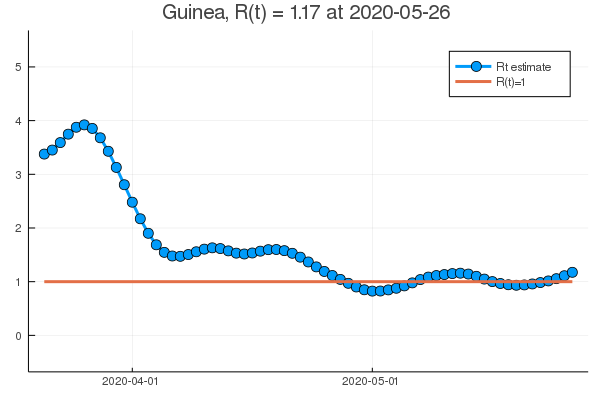 Guinea, R(t) = 1.17 at 2020-05-26
Rt estimate
R(t)=1
5
4
3
2
1
0
2020-04-01
2020-05-01